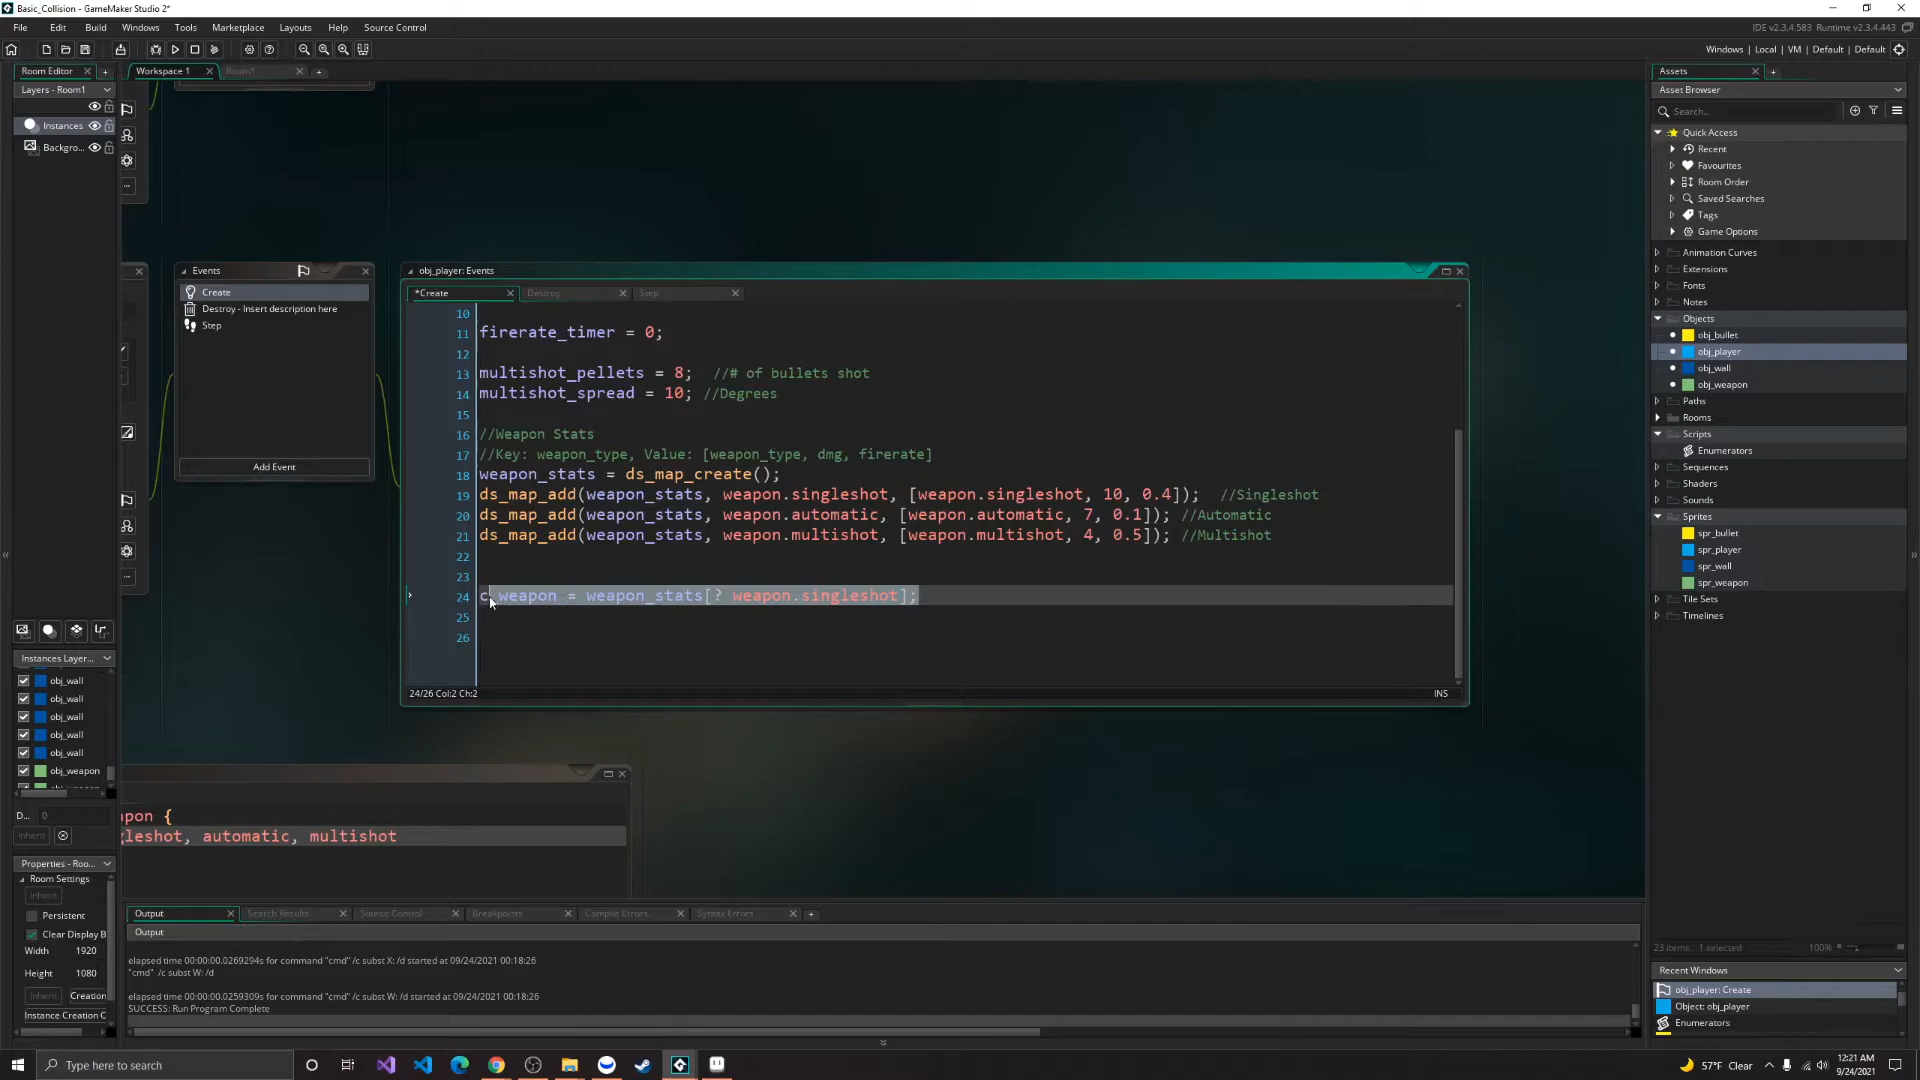 Basic_Collision - GameMaker Studio 2*
File Edit Build Windows Tools Marketplace Layouts Help Source Control
IDE v2.3.4.583 Runtime v2.3.4.443
Windows | Local | VM | Default | Default
Room Editor
Workspace 1
Room1
Layers - Room1
Instances
Backgro...
Events
Create
Destroy - Insert description here
Step
Add Event
obj_player: Events
*Create
Destroy
Step
10
11 firerate_timer = 0;
12
13 multishot_pellets = 8; //# of bullets shot
14 multishot_spread = 10; //Degrees
15
16 //Weapon Stats
17 //Key: weapon_type, Value: [weapon_type, dmg, firerate]
18 weapon_stats = ds_map_create();
19 ds_map_add(weapon_stats, weapon.singleshot, [weapon.singleshot, 10, 0.4]); //Singleshot
20 ds_map_add(weapon_stats, weapon.automatic, [weapon.automatic, 7, 0.1]); //Automatic
21 ds_map_add(weapon_stats, weapon.multishot, [weapon.multishot, 4, 0.5]); //Multishot
22
23
24 c_weapon = weapon_stats[? weapon.singleshot];
25
26
24/26 Col:2 Ch:2
INS
pon {
gleshot, automatic, multishot
Instances Layer...
obj_wall
obj_wall
obj_wall
obj_wall
obj_wall
obj_weapon
D... 0
Inherit
Properties - Roo...
Room Settings
Inherit
Persistent
Clear Display B
Width 1920
Height 1080
Inherit Creation
Instance Creation C
Output
Search Results
Source Control
Breakpoints
Compile Errors
Syntax Errors
Output
elapsed time 00:00:00.0269294s for command "cmd" /c subst X: /d started at 09/24/2021 00:18:26
"cmd" /c subst W: /d
elapsed time 00:00:00.0259309s for command "cmd" /c subst W: /d started at 09/24/2021 00:18:26
SUCCESS: Run Program Complete
Assets
Asset Browser
Search...
Quick Access
Recent
Favourites
Room Order
Saved Searches
Tags
Game Options
Animation Curves
Extensions
Fonts
Notes
Objects
obj_bullet
obj_player
obj_wall
obj_weapon
Paths
Rooms
Scripts
Enumerators
Sequences
Shaders
Sounds
Sprites
spr_bullet
spr_player
spr_wall
spr_weapon
Tile Sets
Timelines
23 items 1 selected 100%
Recent Windows
obj_player: Create
Object: obj_player
Enumerators
Type here to search
57°F Clear
12:21 AM
9/24/2021